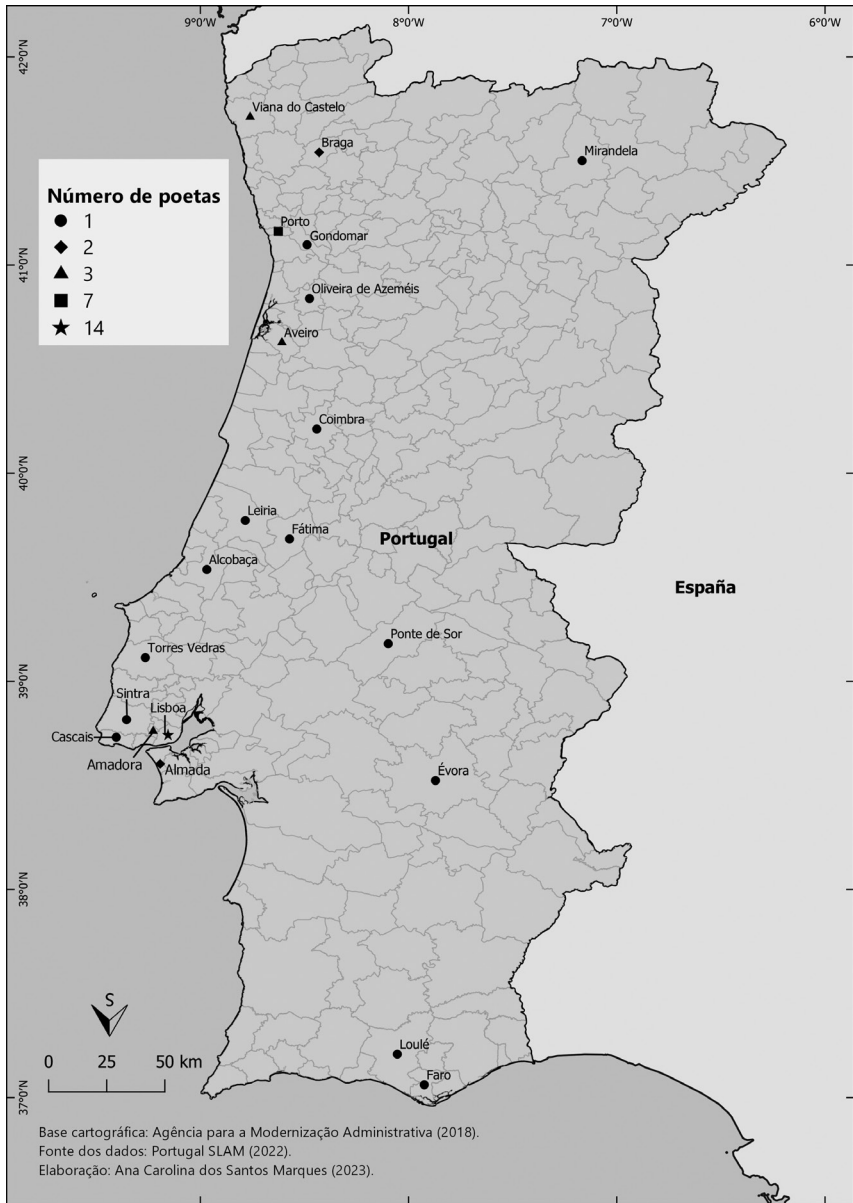 9°0'W 8°0'W 7°0'W 6°0'W
42°0'N
Viana do Castelo
Braga
Mirandela
Número de poetas
1
2
3
7
14
Porto
Gondomar
41°0'N
Oliveira de Azeméis
Aveiro
Coimbra
40°0'N
Leiria
Fátima
Portugal
Alcobaça
España
Ponte de Sor
Torres Vedras
39°0'N
Sintra
Lisboa
Cascais
Amadora
Almada
Évora
38°0'N
S
0 25 50 km
Loulé
Faro
37°0'N
Base cartográfica: Agência para a Modernização Administrativa (2018).
Fonte dos dados: Portugal SLAM (2022).
Elaboração: Ana Carolina dos Santos Marques (2023).